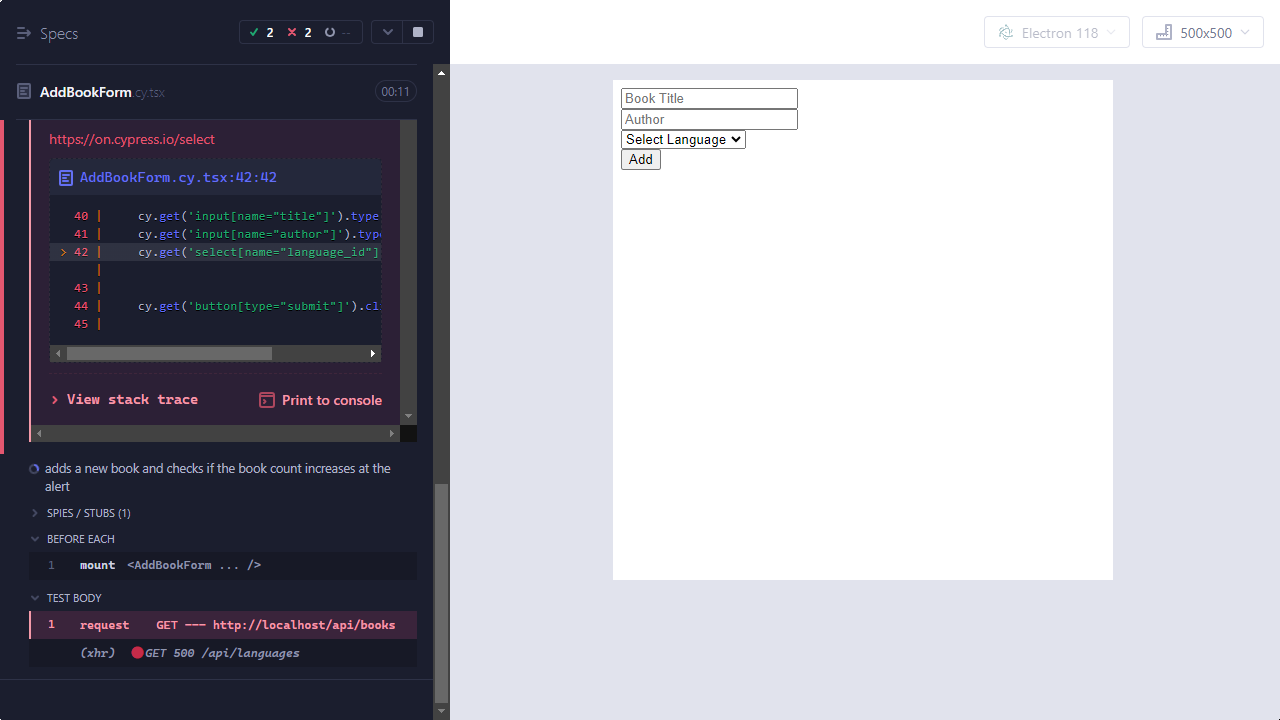 Specs
2 2 --
Electron 118
500x500
AddBookForm.cy.tsx
00:11
https://on.cypress.io/select
AddBookForm.cy.tsx:42:42
40 | cy.get('input[name="title"]').type
41 | cy.get('input[name="author"]').type
> 42 | cy.get('select[name="language_id"]
|
43 |
44 | cy.get('button[type="submit"]').cl
45 |
> View stack trace
Print to console
adds a new book and checks if the book count increases at the
alert
SPIES / STUBS (1)
BEFORE EACH
1 mount <AddBookForm ... />
TEST BODY
1 request GET --- http://localhost/api/books
(xhr) GET 500 /api/languages
Book Title
Author
Select Language
Add